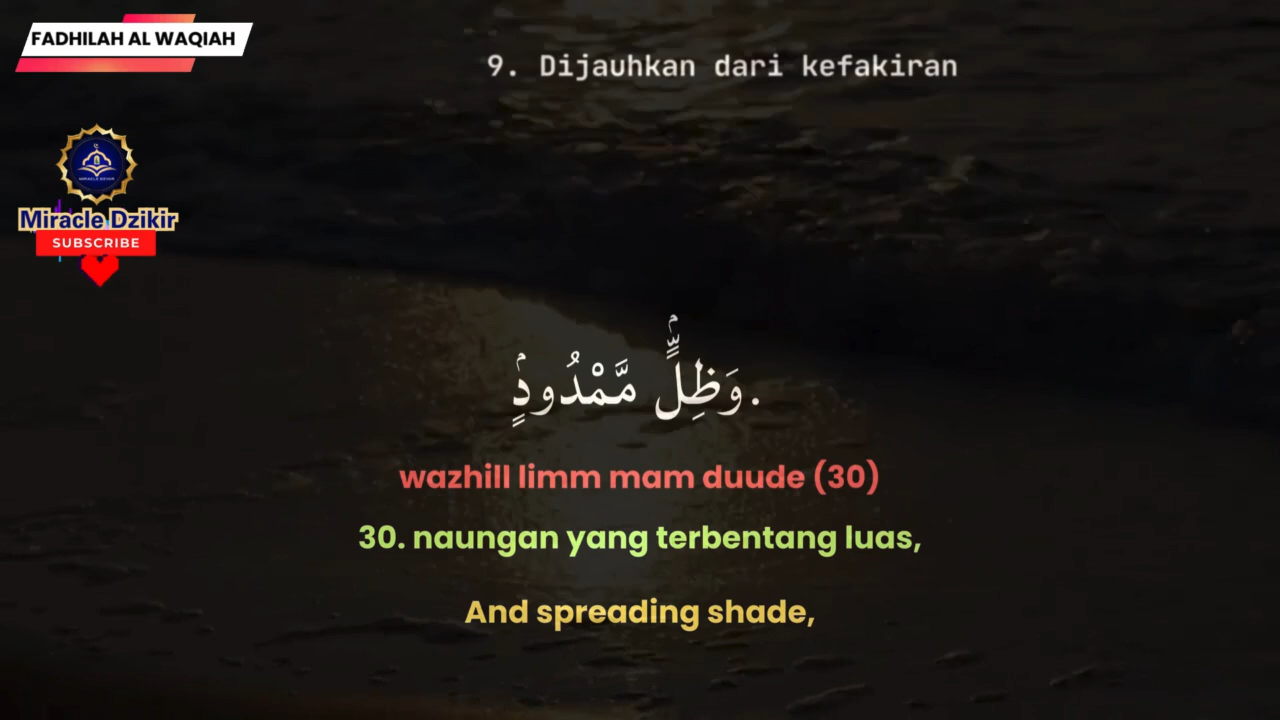 FADHILAH AL WAQIAH
9. Dijauhkan dari kefakiran
Miracle Dzikir
SUBSCRIBE
.وَظِلٍّۢ مَّمْدُودٍۢ
wazhill limm mam duude (30)
30. naungan yang terbentang luas,
And spreading shade,